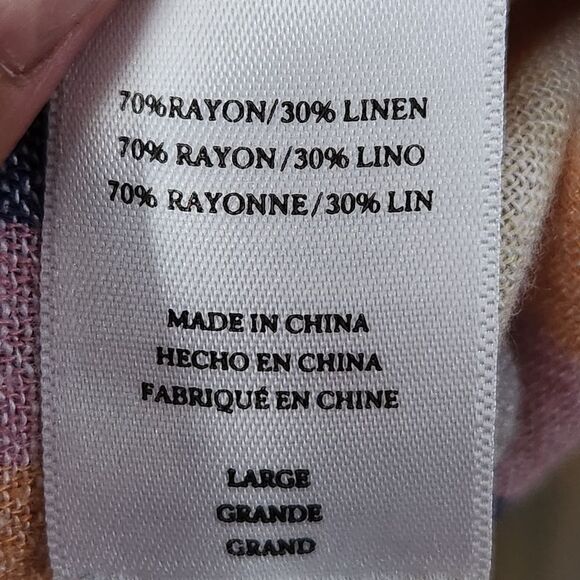 70%RAYON/30% LINEN
70% RAYON/30% LINO
70% RAYONNE/30% LIN
MADE IN CHINA
HECHO EN CHINA
FABRIQUÉ EN CHINE
LARGE
GRANDE
GRAND